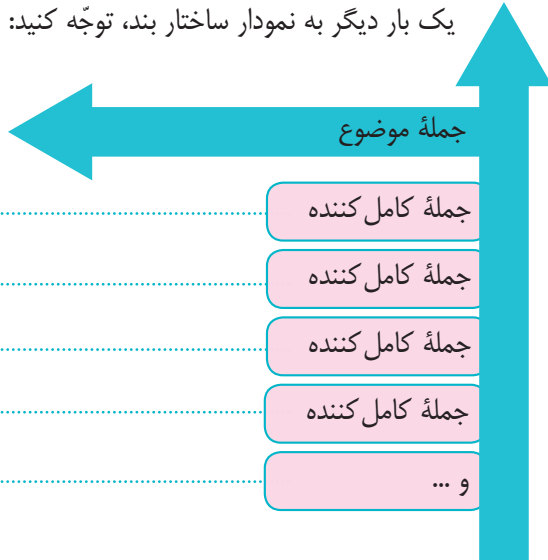 یک بار دیگر به نمودار ساختار بند، توجّه کنید:
جملهٔ موضوع
جملهٔ کامل‌کننده
جملهٔ کامل‌کننده
جملهٔ کامل‌کننده
جملهٔ کامل‌کننده
و ...